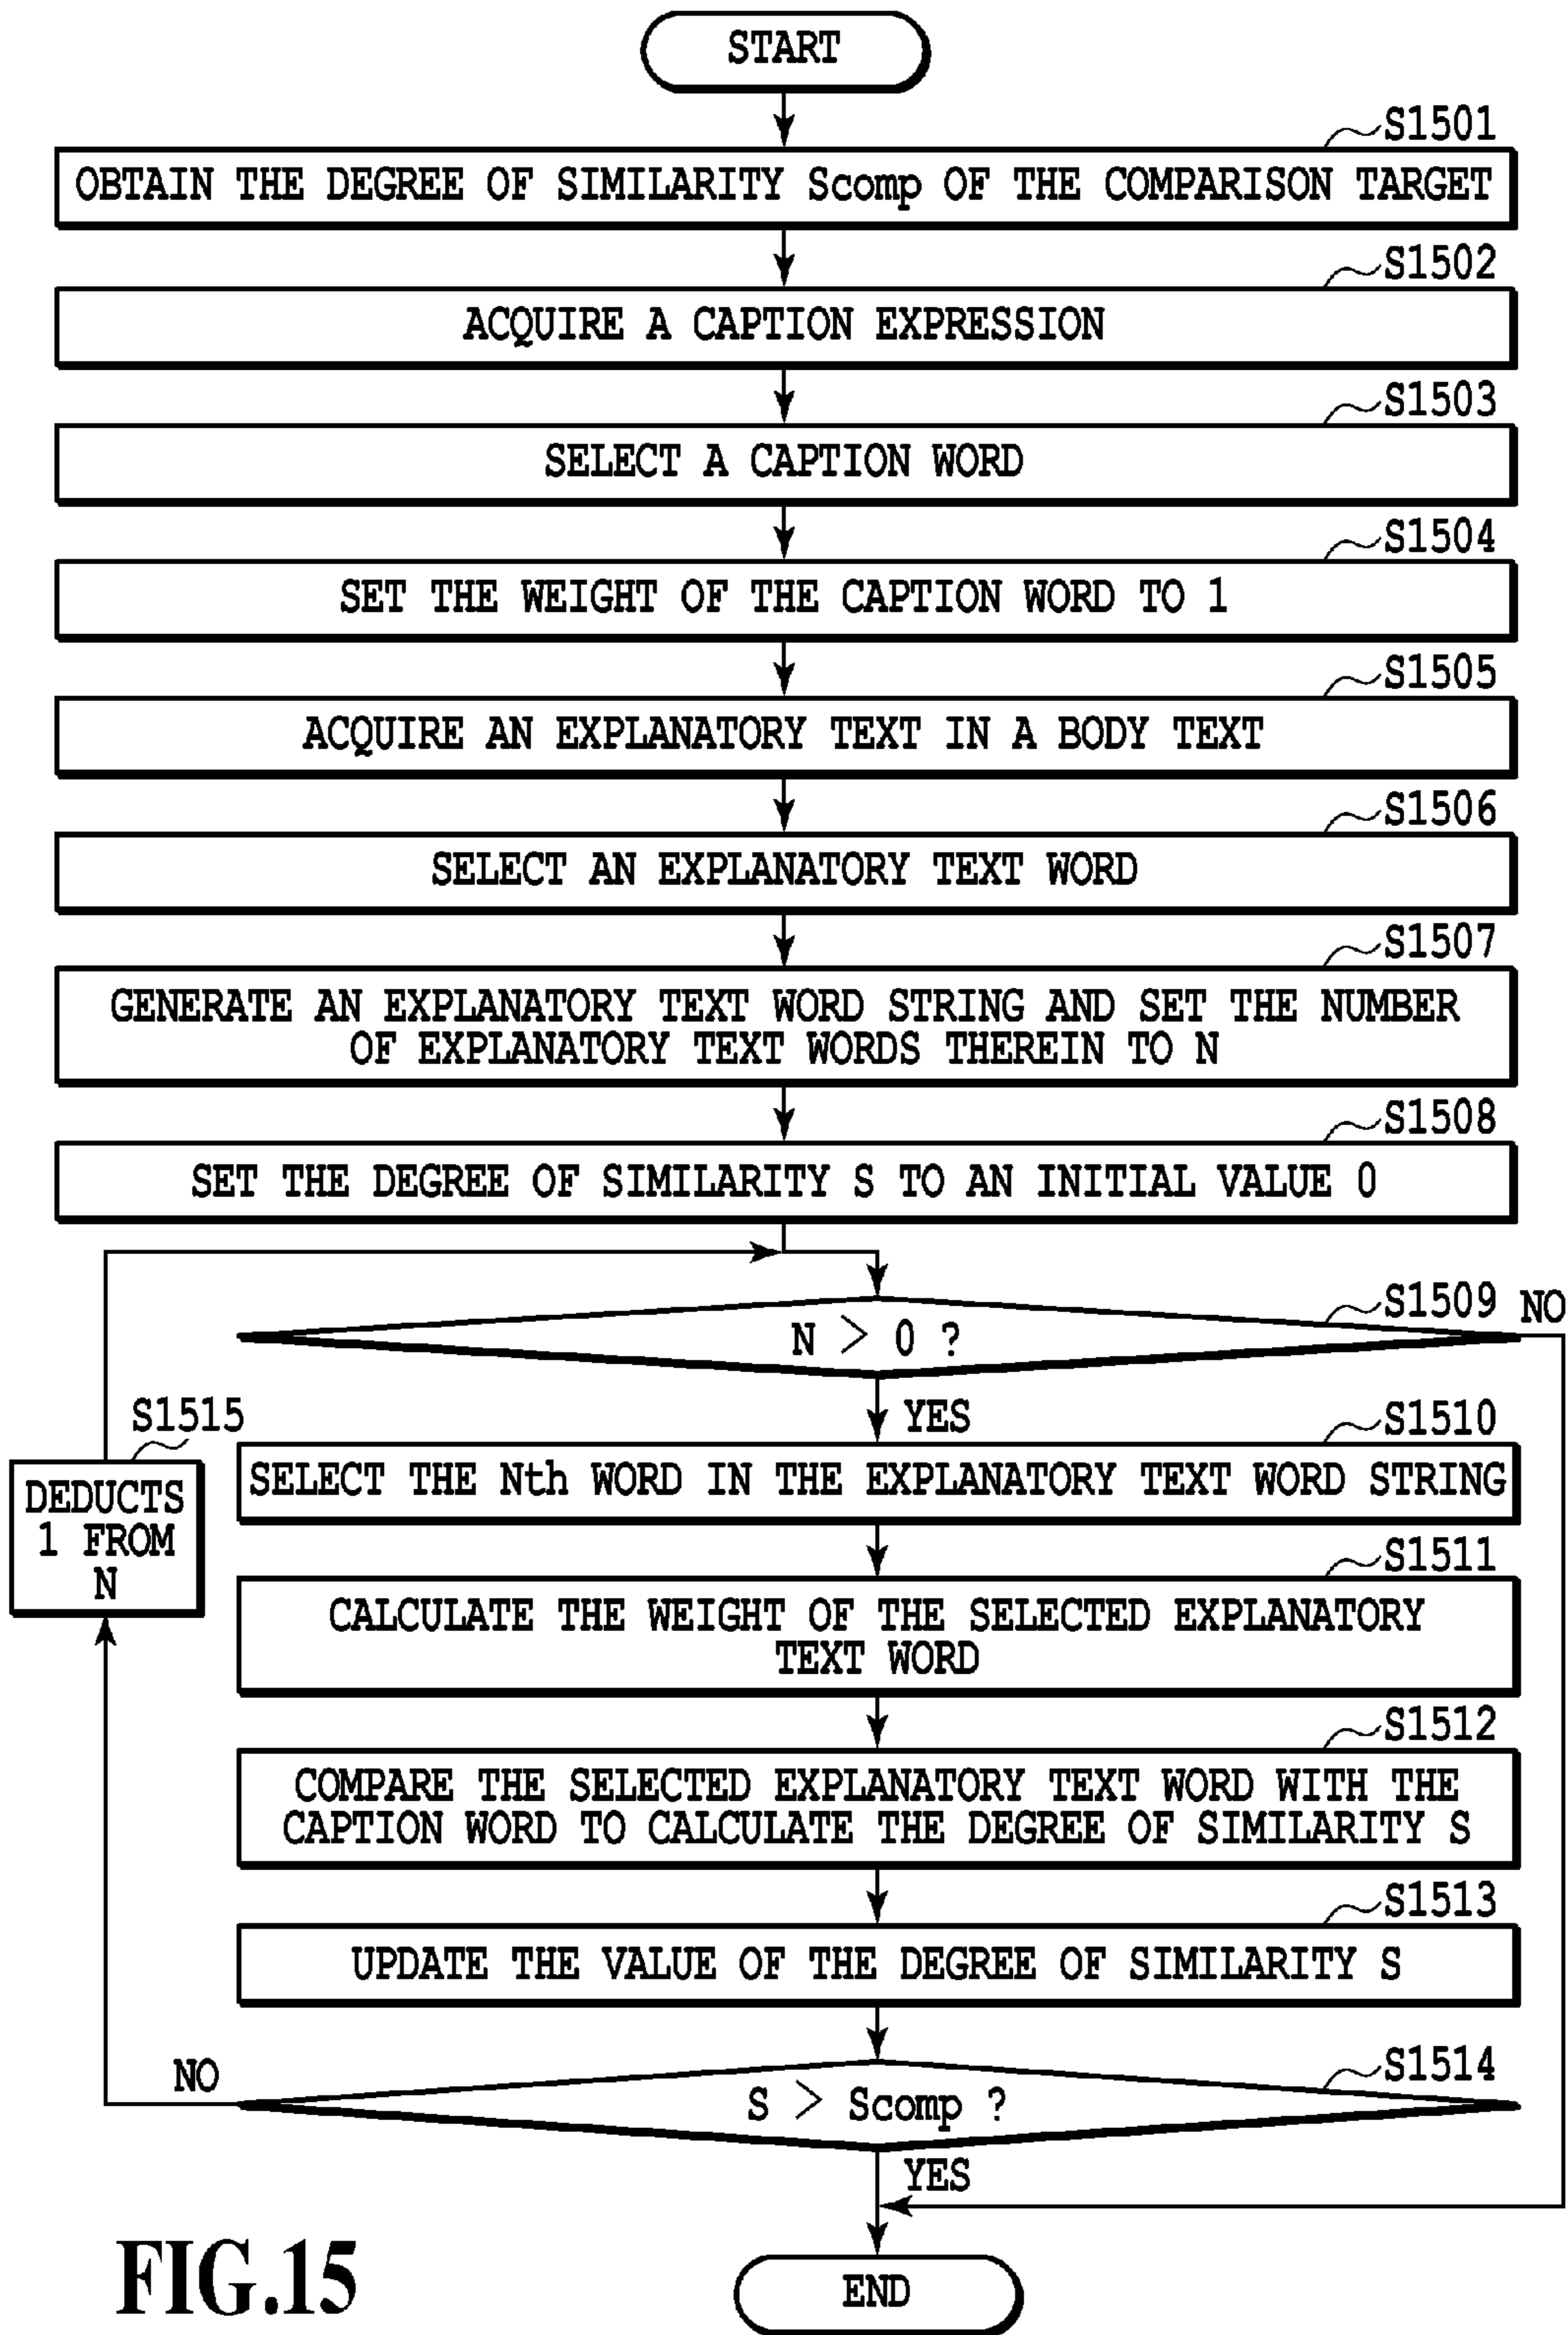 START
S1501
OBTAIN THE DEGREE OF SIMILARITY Scomp OF THE COMPARISON TARGET
S1502
ACQUIRE A CAPTION EXPRESSION
S1503
SELECT A CAPTION WORD
S1504
SET THE WEIGHT OF THE CAPTION WORD TO 1
S1505
ACQUIRE AN EXPLANATORY TEXT IN A BODY TEXT
S1506
SELECT AN EXPLANATORY TEXT WORD
S1507
GENERATE AN EXPLANATORY TEXT WORD STRING AND SET THE NUMBER
OF EXPLANATORY TEXT WORDS THEREIN TO N
S1508
SET THE DEGREE OF SIMILARITY S TO AN INITIAL VALUE 0
S1509
NO
N > 0 ?
YES
S1510
SELECT THE Nth WORD IN THE EXPLANATORY TEXT WORD STRING
S1515
DEDUCTS
1 FROM
N
S1511
CALCULATE THE WEIGHT OF THE SELECTED EXPLANATORY
TEXT WORD
S1512
COMPARE THE SELECTED EXPLANATORY TEXT WORD WITH THE
CAPTION WORD TO CALCULATE THE DEGREE OF SIMILARITY S
S1513
UPDATE THE VALUE OF THE DEGREE OF SIMILARITY S
S1514
NO
S > Scomp ?
YES
END
FIG.15